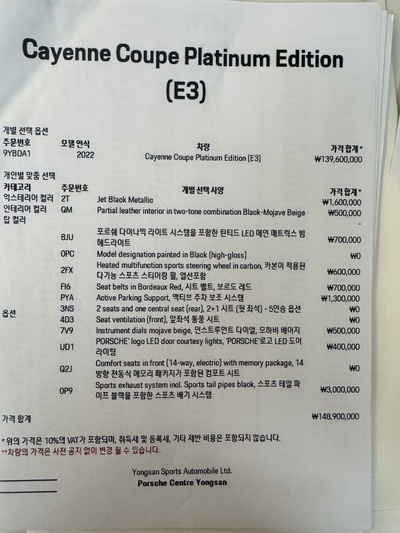 Cayenne Coupe Platinum Edition
(E3)
개별 선택 옵션
주문번호 모델 연식 차량 가격 합계*
9YBDA1 2022 Cayenne Coupe Platinum Edition (E3) ₩139,600,000
개인별 맞춤 선택
카테고리 주문번호 개별 선택 사양 가격 합계*
익스테리어 컬러 2T Jet Black Metallic ₩1,600,000
인테리어 컬러 QM Partial leather interior in two-tone combination Black-Mojave Beige ₩500,000
탑 컬러 -
8JU 포르쉐 다이나믹 라이트 시스템을 포함한 틴티드 LED 메인 매트릭스 빔
헤드라이트 ₩700,000
0PC Model designation painted in Black (high-gloss) ₩0
2FX Heated multifunction sports steering wheel in carbon, 카본이 적용된
다기능 스포츠 스티어링 휠, 열선포함 ₩600,000
FI6 Seat belts in Bordeaux Red, 시트 벨트, 보르도 레드 ₩700,000
PYA Active Parking Support, 액티브 주차 보조 시스템 ₩1,300,000
옵션 3NS 2 seats and one central seat (rear), 2+1 시트 (뒷 좌석) - 5인승 옵션 ₩0
4D3 Seat ventilation (front), 앞좌석 통풍 시트 ₩0
7V9 Instrument dials mojave beige, 인스트루먼트 다이얼, 모하비 베이지 ₩500,000
UD1 PORSCHE' logo LED door courtesy lights, 'PORSCHE'로고 LED 도어
라이팅 ₩400,000
Q2J Comfort seats in front (14-way, electric) with memory package, 14
방향 전동식 메모리 패키지가 포함된 컴포트 시트 ₩0
0P9 Sports exhaust system incl. Sports tail pipes black, 스포츠 테일 파
이프 블랙을 포함한 스포츠 배기 시스템 ₩3,000,000
가격 합계 ₩148,900,000
*위의 가격은 10%의 VAT가 포함되며, 취득세 및 등록세, 기타 제반 비용은 포함되지 않습니다.
**차량의 가격은 사전 공지 없이 변경 될 수 있습니다.
Yongsan Sports Automobile Ltd.
Porsche Centre Yongsan